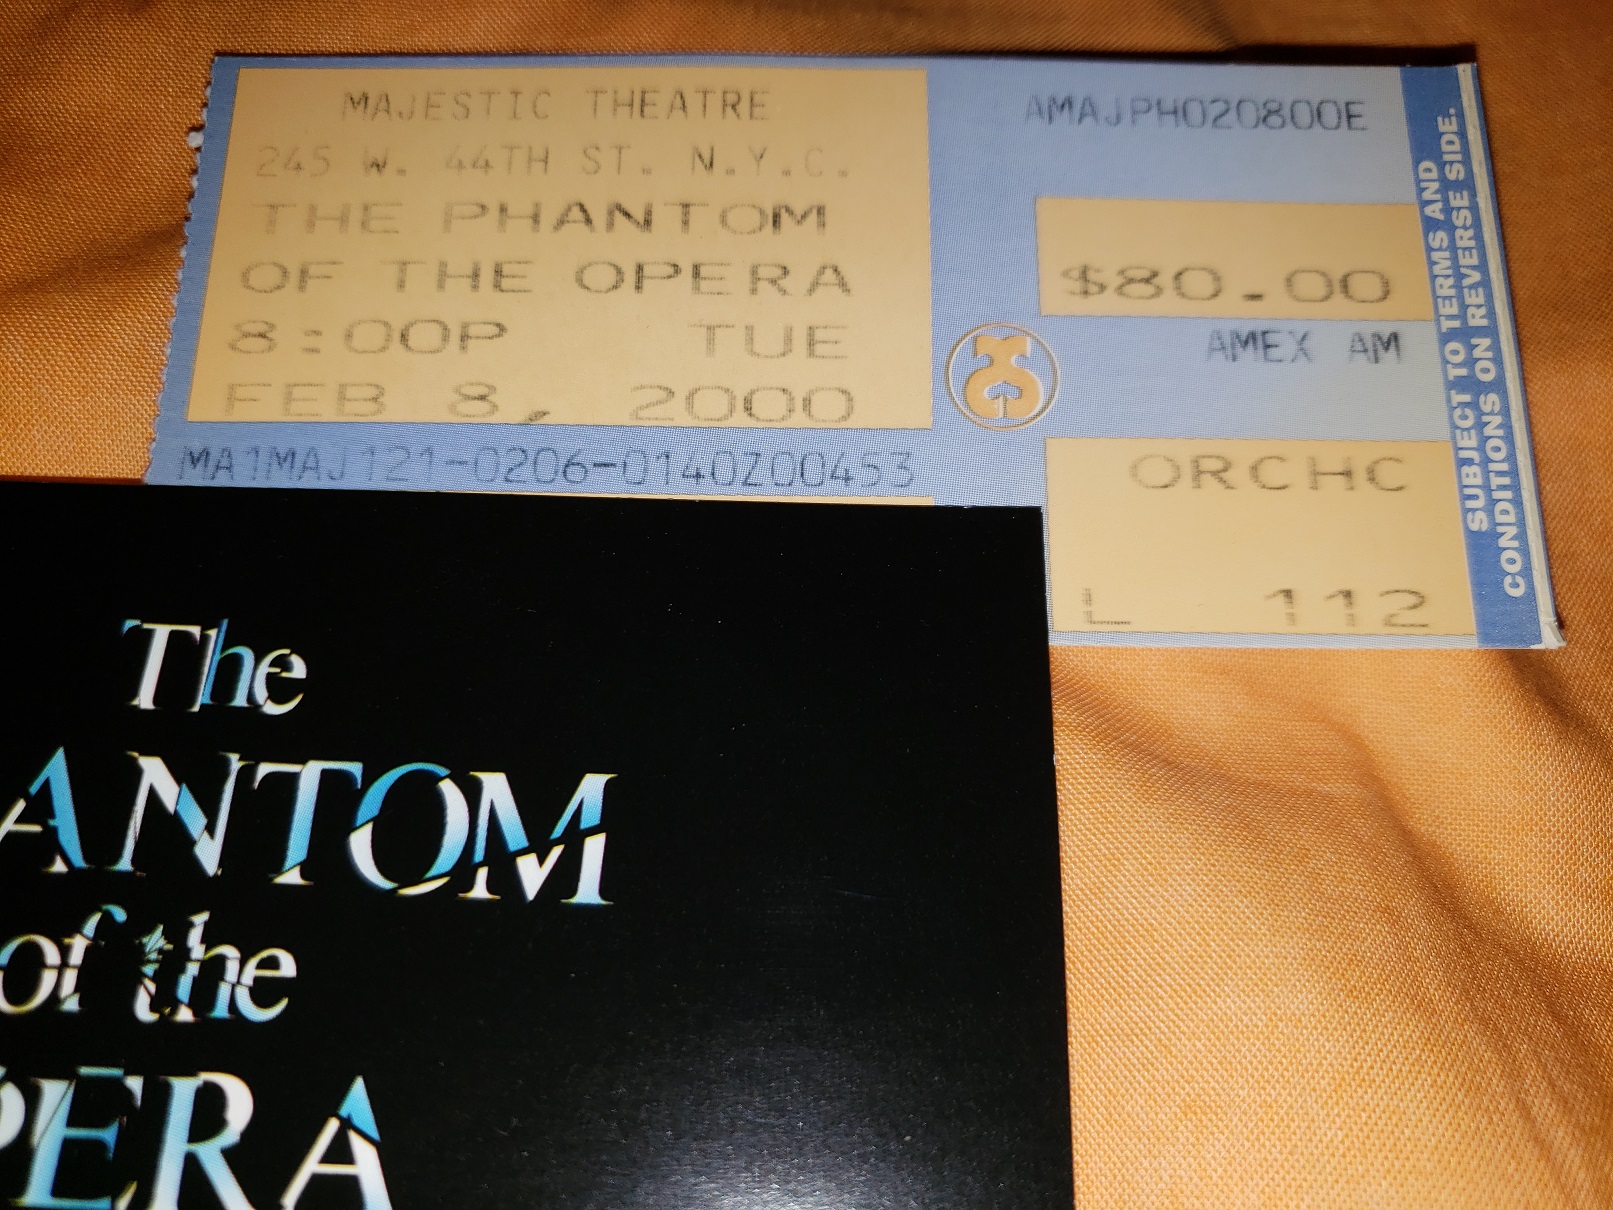 MAJESTIC THEATRE
245 W. 44TH ST. N.Y.C.
THE PHANTOM
OF THE OPERA
8:00P TUE
FEB 8, 2000
MA1MAJ121-0206-0140Z00453
AMAJPH020800E
$80.00
AMEX AM
ORCHC
L 112
SUBJECT TO TERMS AND
CONDITIONS ON REVERSE SIDE.
The
ANTOM
of the
PERA